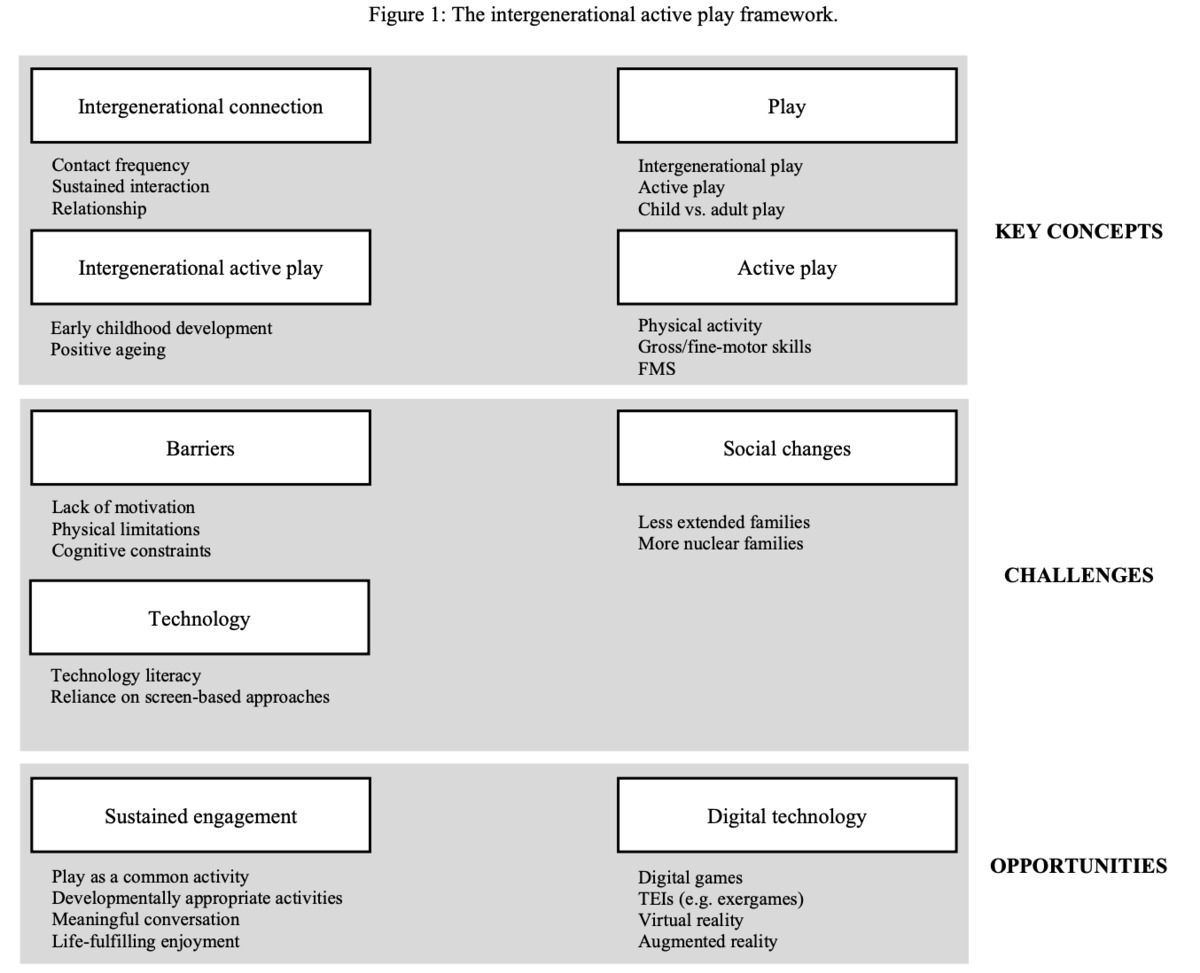 Figure 1: The intergenerational active play framework.
Intergenerational connection
Contact frequency
Sustained interaction
Relationship
Play
Intergenerational play
Active play
Child vs. adult play
Intergenerational active play
Early childhood development
Positive ageing
Active play
Physical activity
Gross/fine-motor skills
FMS
KEY CONCEPTS
Barriers
Lack of motivation
Physical limitations
Cognitive constraints
Social changes
Less extended families
More nuclear families
Technology
Technology literacy
Reliance on screen-based approaches
CHALLENGES
Sustained engagement
Play as a common activity
Developmentally appropriate activities
Meaningful conversation
Life-fulfilling enjoyment
Digital technology
Digital games
TEIs (e.g. exergames)
Virtual reality
Augmented reality
OPPORTUNITIES